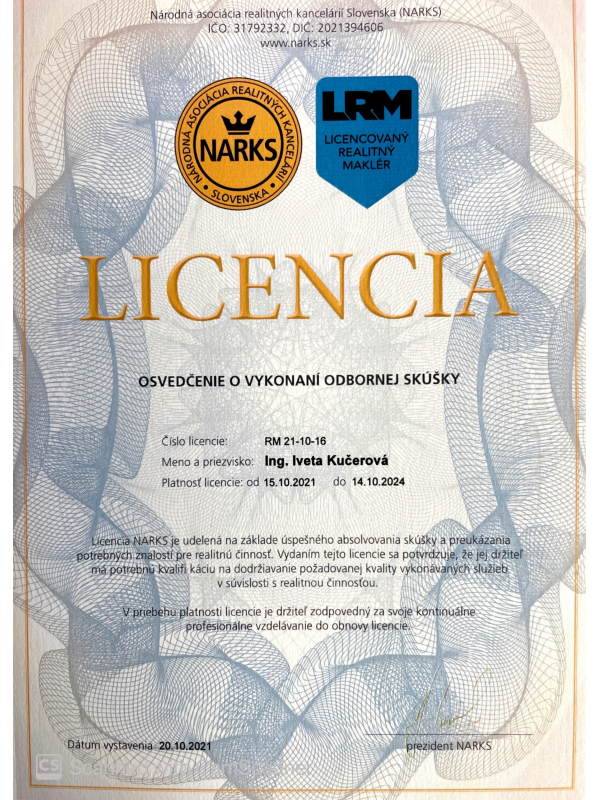 Národná asociácia realitných kancelárií Slovenska (NARKS)
IČO: 31792332, DIČ: 2021394606
www.narks.sk
NÁRODNÁ ASOCIÁCIA REALITNÝCH KANCELÁRIÍ
NARKS
• SLOVENSKA •
LRM
LICENCOVANÝ
REALITNÝ
MAKLÉR
LICENCIA
OSVEDČENIE O VYKONANÍ ODBORNEJ SKÚŠKY
Číslo licencie: RM 21-10-16
Meno a priezvisko: Ing. Iveta Kučerová
Platnosť licencie: od 15.10.2021 do 14.10.2024
Licencia NARKS je udelená na základe úspešného absolvovania skúšky a preukázania
potrebných znalostí pre realitnú činnosť. Vydaním tejto licencie sa potvrdzuje, že jej držiteľ
má potrebnú kvalifi káciu na dodržiavanie požadovanej kvality vykonávaných služieb
v súvislosti s realitnou činnosťou.
V priebehu platnosti licencie je držiteľ zodpovedný za svoje kontinuálne
profesionálne vzdelávanie do obnovy licencie.
Dátum vystavenia 20.10.2021
prezident NARKS
CS